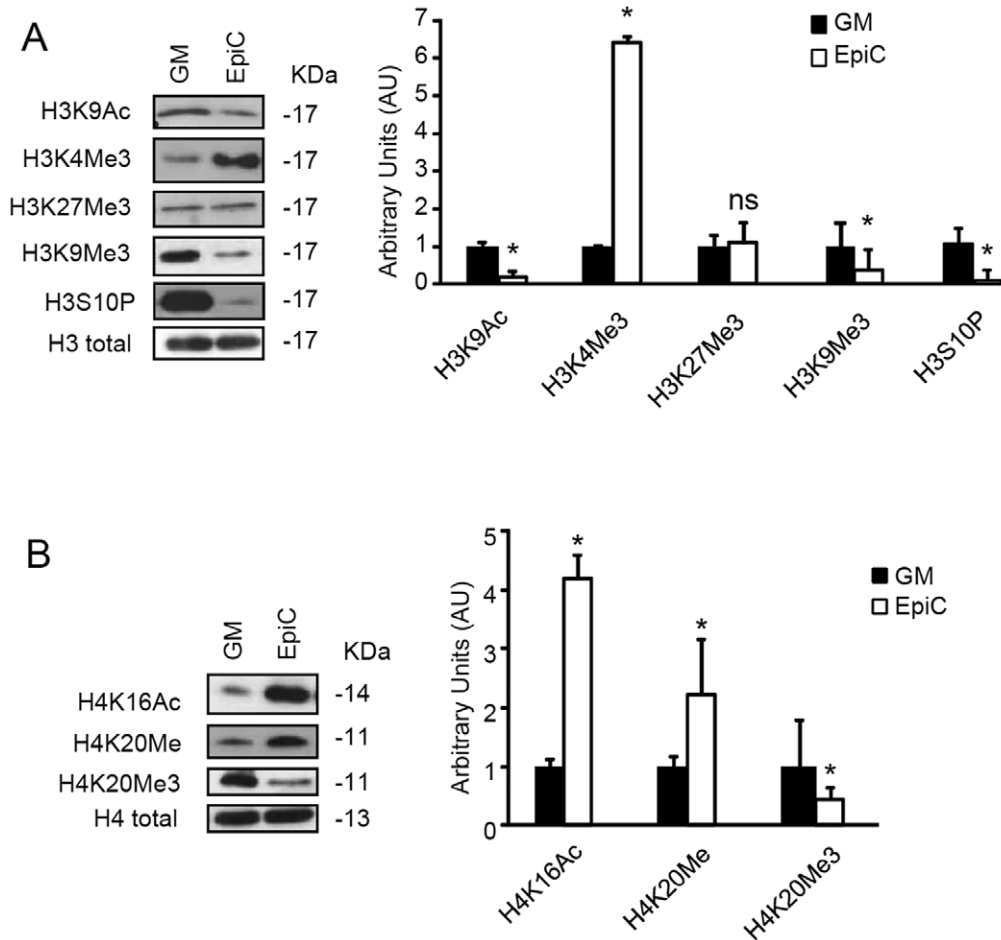 A
GM EpiC KDa
H3K9Ac -17
H3K4Me3 -17
H3K27Me3 -17
H3K9Me3 -17
H3S10P -17
H3 total -17
Arbitrary Units (AU)
7
6
5
4
3
2
1
0
GM
EpiC
* * ns * *
H3K9Ac H3K4Me3 H3K27Me3 H3K9Me3 H3S10P
B
GM EpiC KDa
H4K16Ac -14
H4K20Me -11
H4K20Me3 -11
H4 total -13
Arbitrary Units (AU)
5
4
3
2
1
0
GM
EpiC
* * *
H4K16Ac H4K20Me H4K20Me3